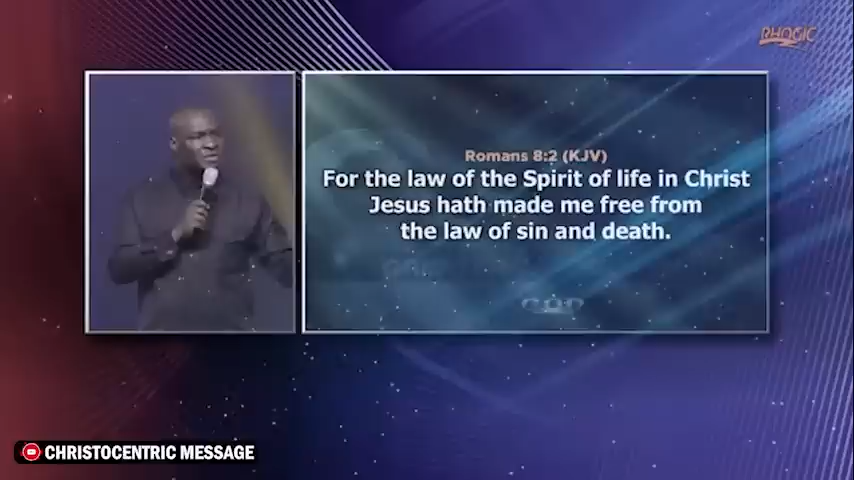 RHOGIC
Romans 8:2 (KJV)
For the law of the Spirit of life in Christ
Jesus hath made me free from
the law of sin and death.
CHRISTOCENTRIC MESSAGE